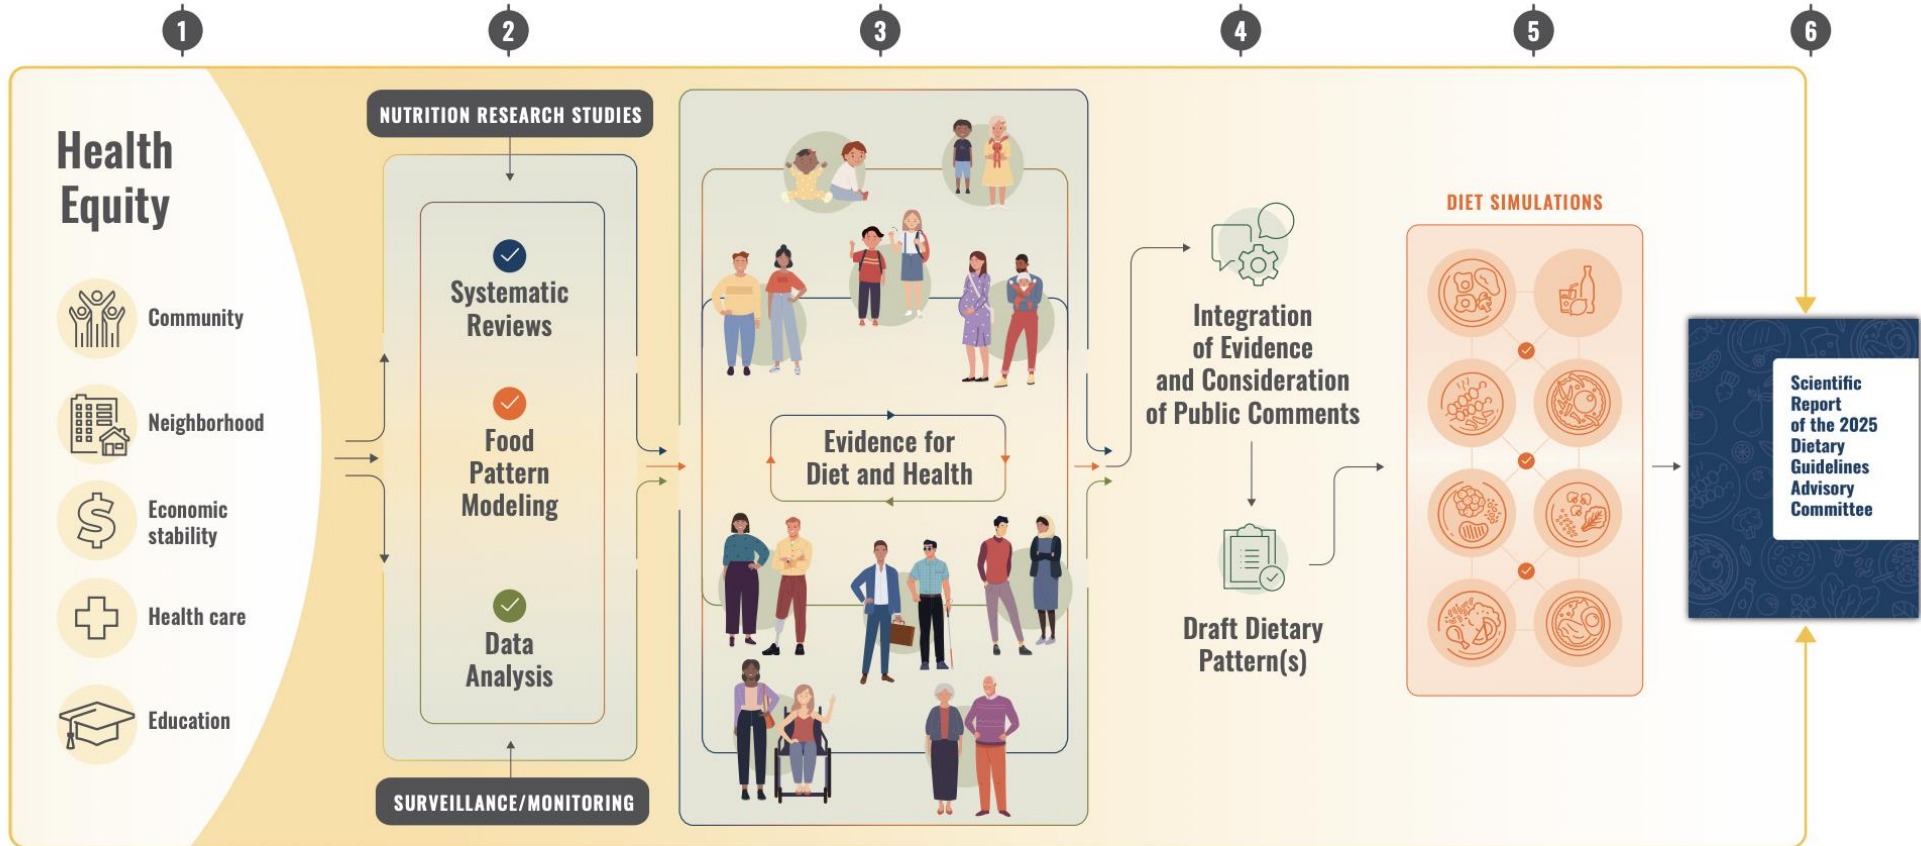 1
2
3
4
5
6
Health
Equity
Community
Neighborhood
Economic
stability
Health care
Education
NUTRITION RESEARCH STUDIES
Systematic
Reviews
Food
Pattern
Modeling
Data
Analysis
SURVEILLANCE/MONITORING
Evidence for
Diet and Health
Integration
of Evidence
and Consideration
of Public Comments
Draft Dietary
Pattern(s)
DIET SIMULATIONS
Scientific
Report
of the 2025
Dietary
Guidelines
Advisory
Committee